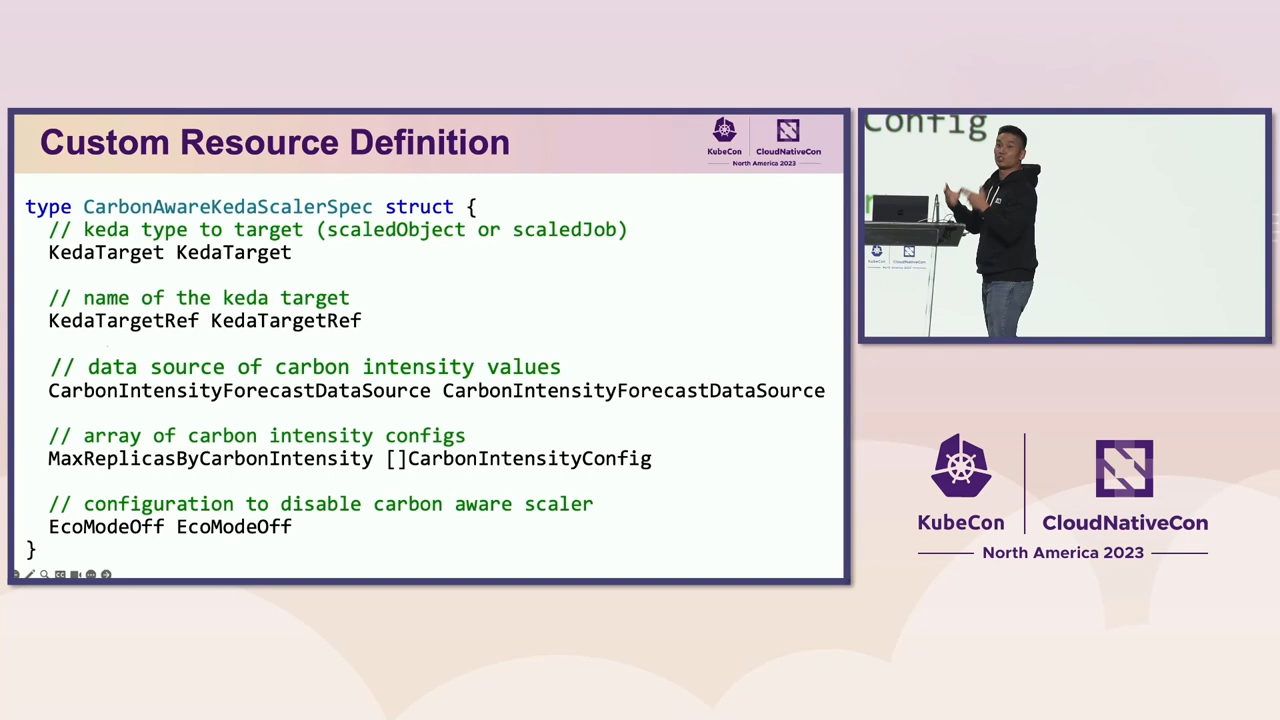 Custom Resource Definition
KubeCon
CloudNativeCon
North America 2023
type CarbonAwareKedaScalerSpec struct {
// keda type to target (scaledObject or scaledJob)
KedaTarget KedaTarget
// name of the keda target
KedaTargetRef KedaTargetRef
// data source of carbon intensity values
CarbonIntensityForecastDataSource CarbonIntensityForecastDataSource
// array of carbon intensity configs
MaxReplicasByCarbonIntensity []CarbonIntensityConfig
// configuration to disable carbon aware scaler
EcoModeOff EcoModeOff
}
Config
KubeCon
CloudNativeCon
North America 2023